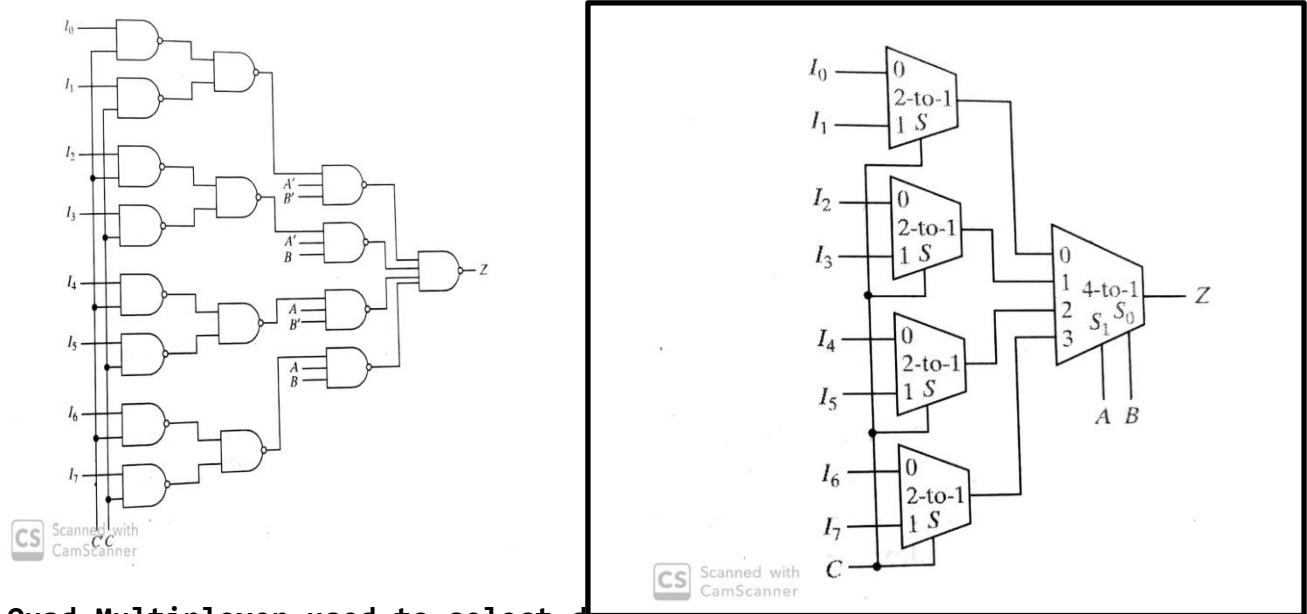 I₀
I₁
I₂
I₃
A'
B'
A'
B
Z
I₄
A
B'
I₅
A
B
I₆
I₇
C' C
CS Scanned with
CamScanner
I₀
0
2-to-1
I₁
1 S
I₂
0
2-to-1
I₃
1 S
0
1 4-to-1
2 S₁ S₀
3
Z
I₄
0
2-to-1
I₅
1 S
A B
I₆
0
2-to-1
I₇
1 S
C
CS Scanned with
CamScanner
Quad Multiplexer used to select